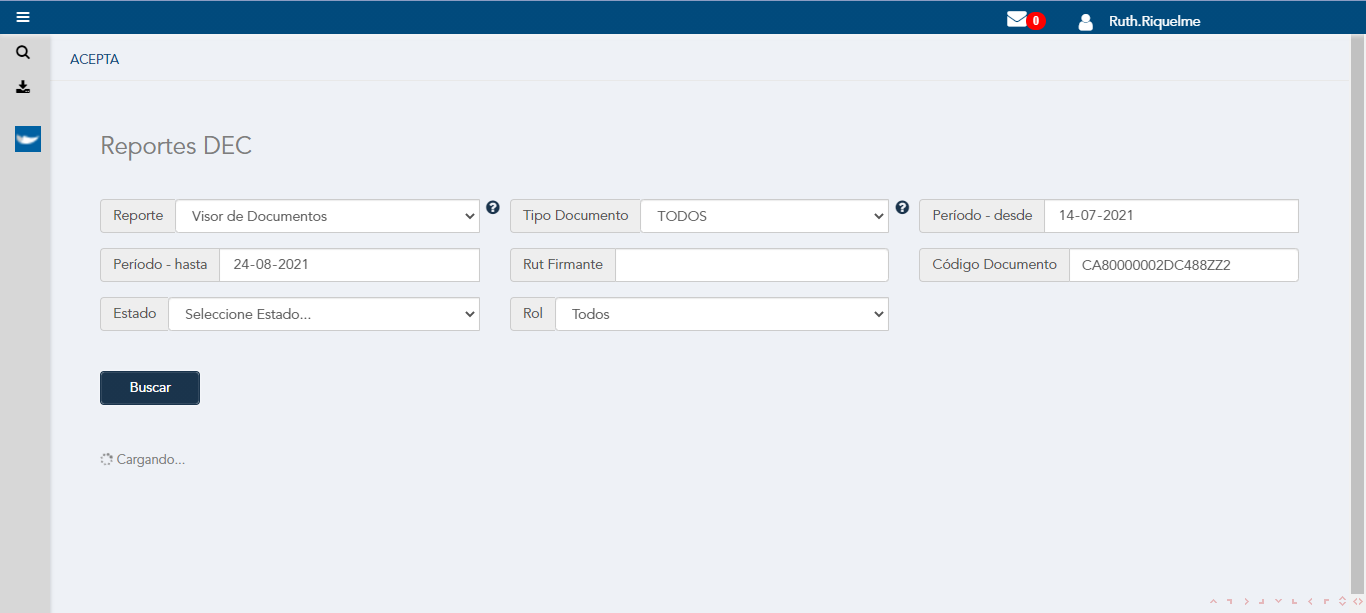 0 Ruth.Riquelme
ACEPTA
Reportes DEC
Reporte Visor de Documentos ? Tipo Documento TODOS ? Período - desde 14-07-2021
Período - hasta 24-08-2021 Rut Firmante Código Documento CA80000002DC488ZZ2
Estado Seleccione Estado... Rol Todos
Buscar
Cargando...